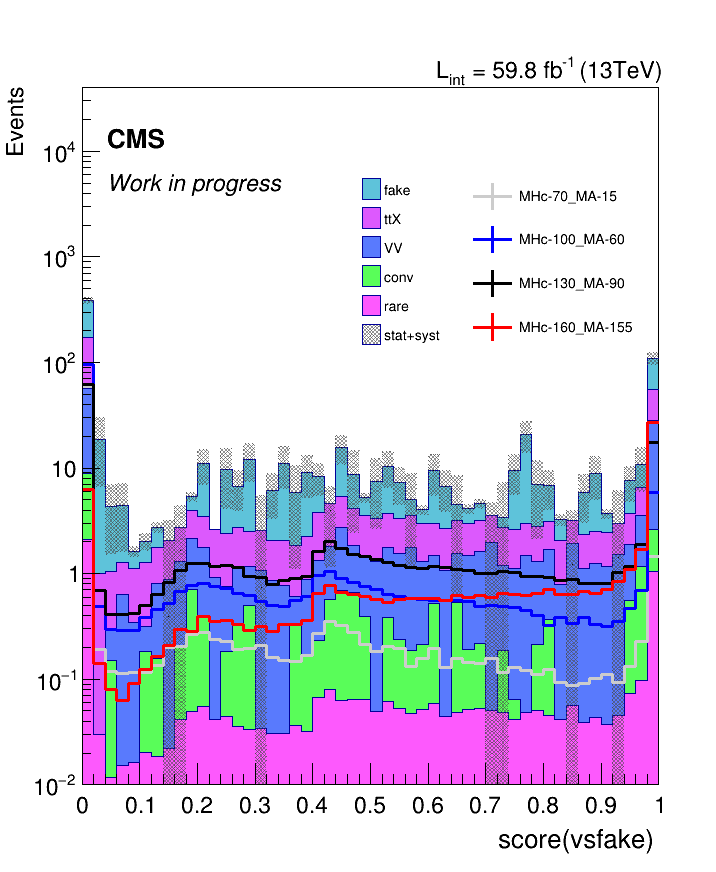 L_int = 59.8 fb^-1 (13TeV)
Events
CMS
Work in progress
fake
ttX
VV
conv
rare
stat+syst
MHc-70_MA-15
MHc-100_MA-60
MHc-130_MA-90
MHc-160_MA-155
10^4
10^3
10^2
10
1
10^−1
10^−2
0 0.1 0.2 0.3 0.4 0.5 0.6 0.7 0.8 0.9 1
score(vsfake)